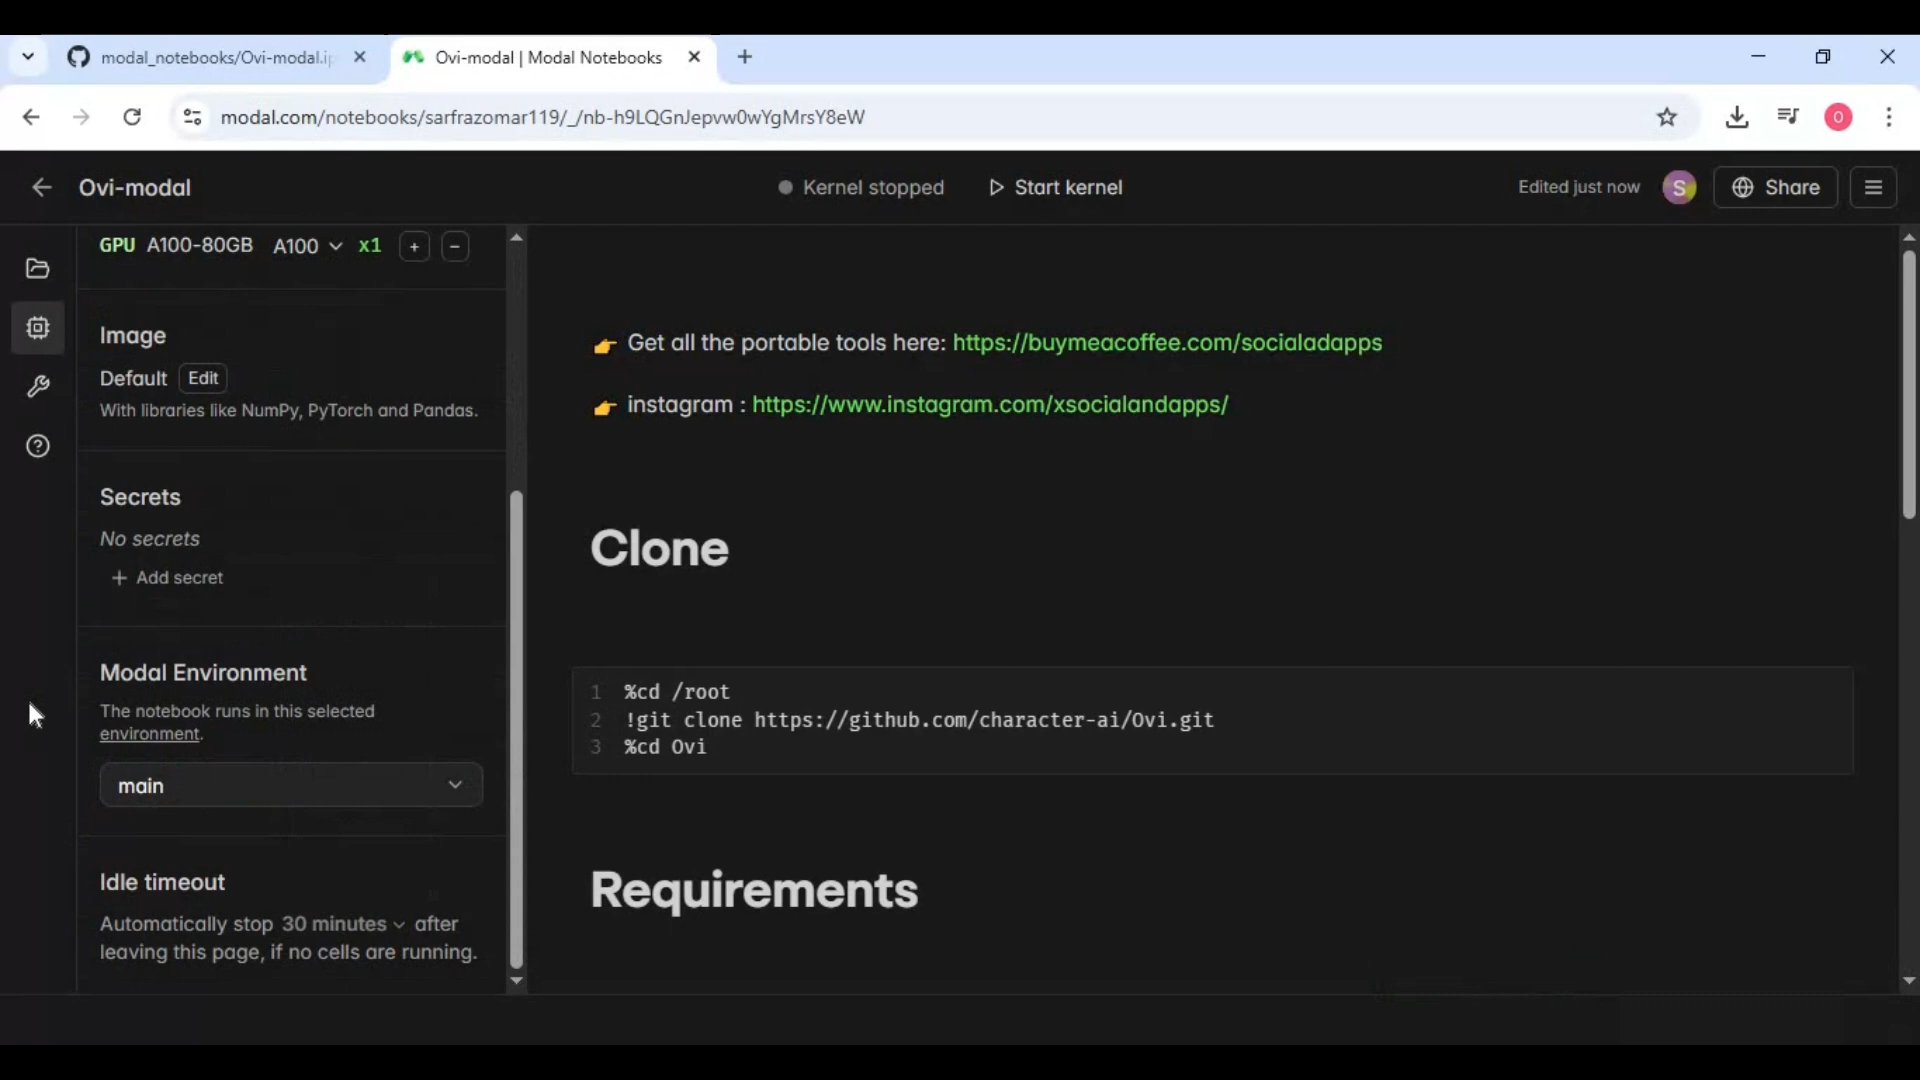 modal_notebooks/Ovi-modal.i
Ovi-modal | Modal Notebooks
modal.com/notebooks/sarfrazomar119/_/nb-h9LQGnJepvw0wYgMrsY8eW
O
Ovi-modal
Kernel stopped
Start kernel
Edited just now
S
Share
GPU A100-80GB A100 x1 + -
Image
Default Edit
With libraries like NumPy, PyTorch and Pandas.
Secrets
No secrets
+ Add secret
Modal Environment
The notebook runs in this selected
environment.
main
Idle timeout
Automatically stop 30 minutes after
leaving this page, if no cells are running.
👉 Get all the portable tools here: https://buymeacoffee.com/socialadapps
👉 instagram : https://www.instagram.com/xsocialandapps/
Clone
1 %cd /root
2 !git clone https://github.com/character-ai/Ovi.git
3 %cd Ovi
Requirements